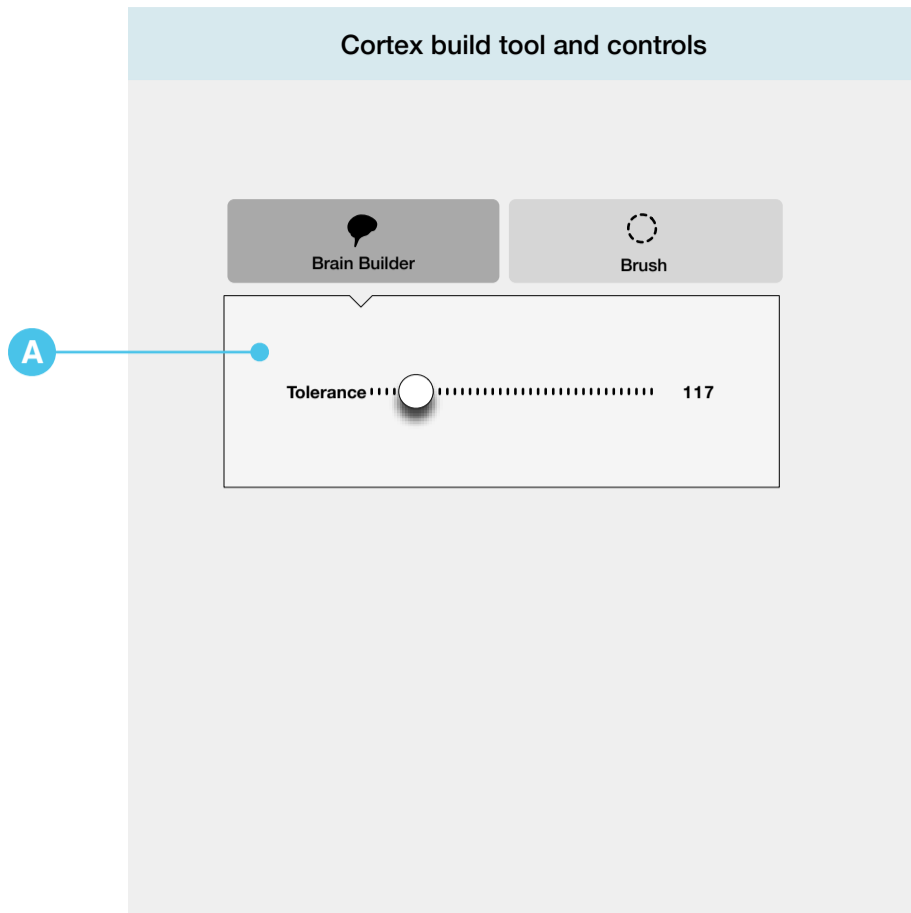 Cortex build tool and controls
Brain Builder
Brush
A
Tolerance 117